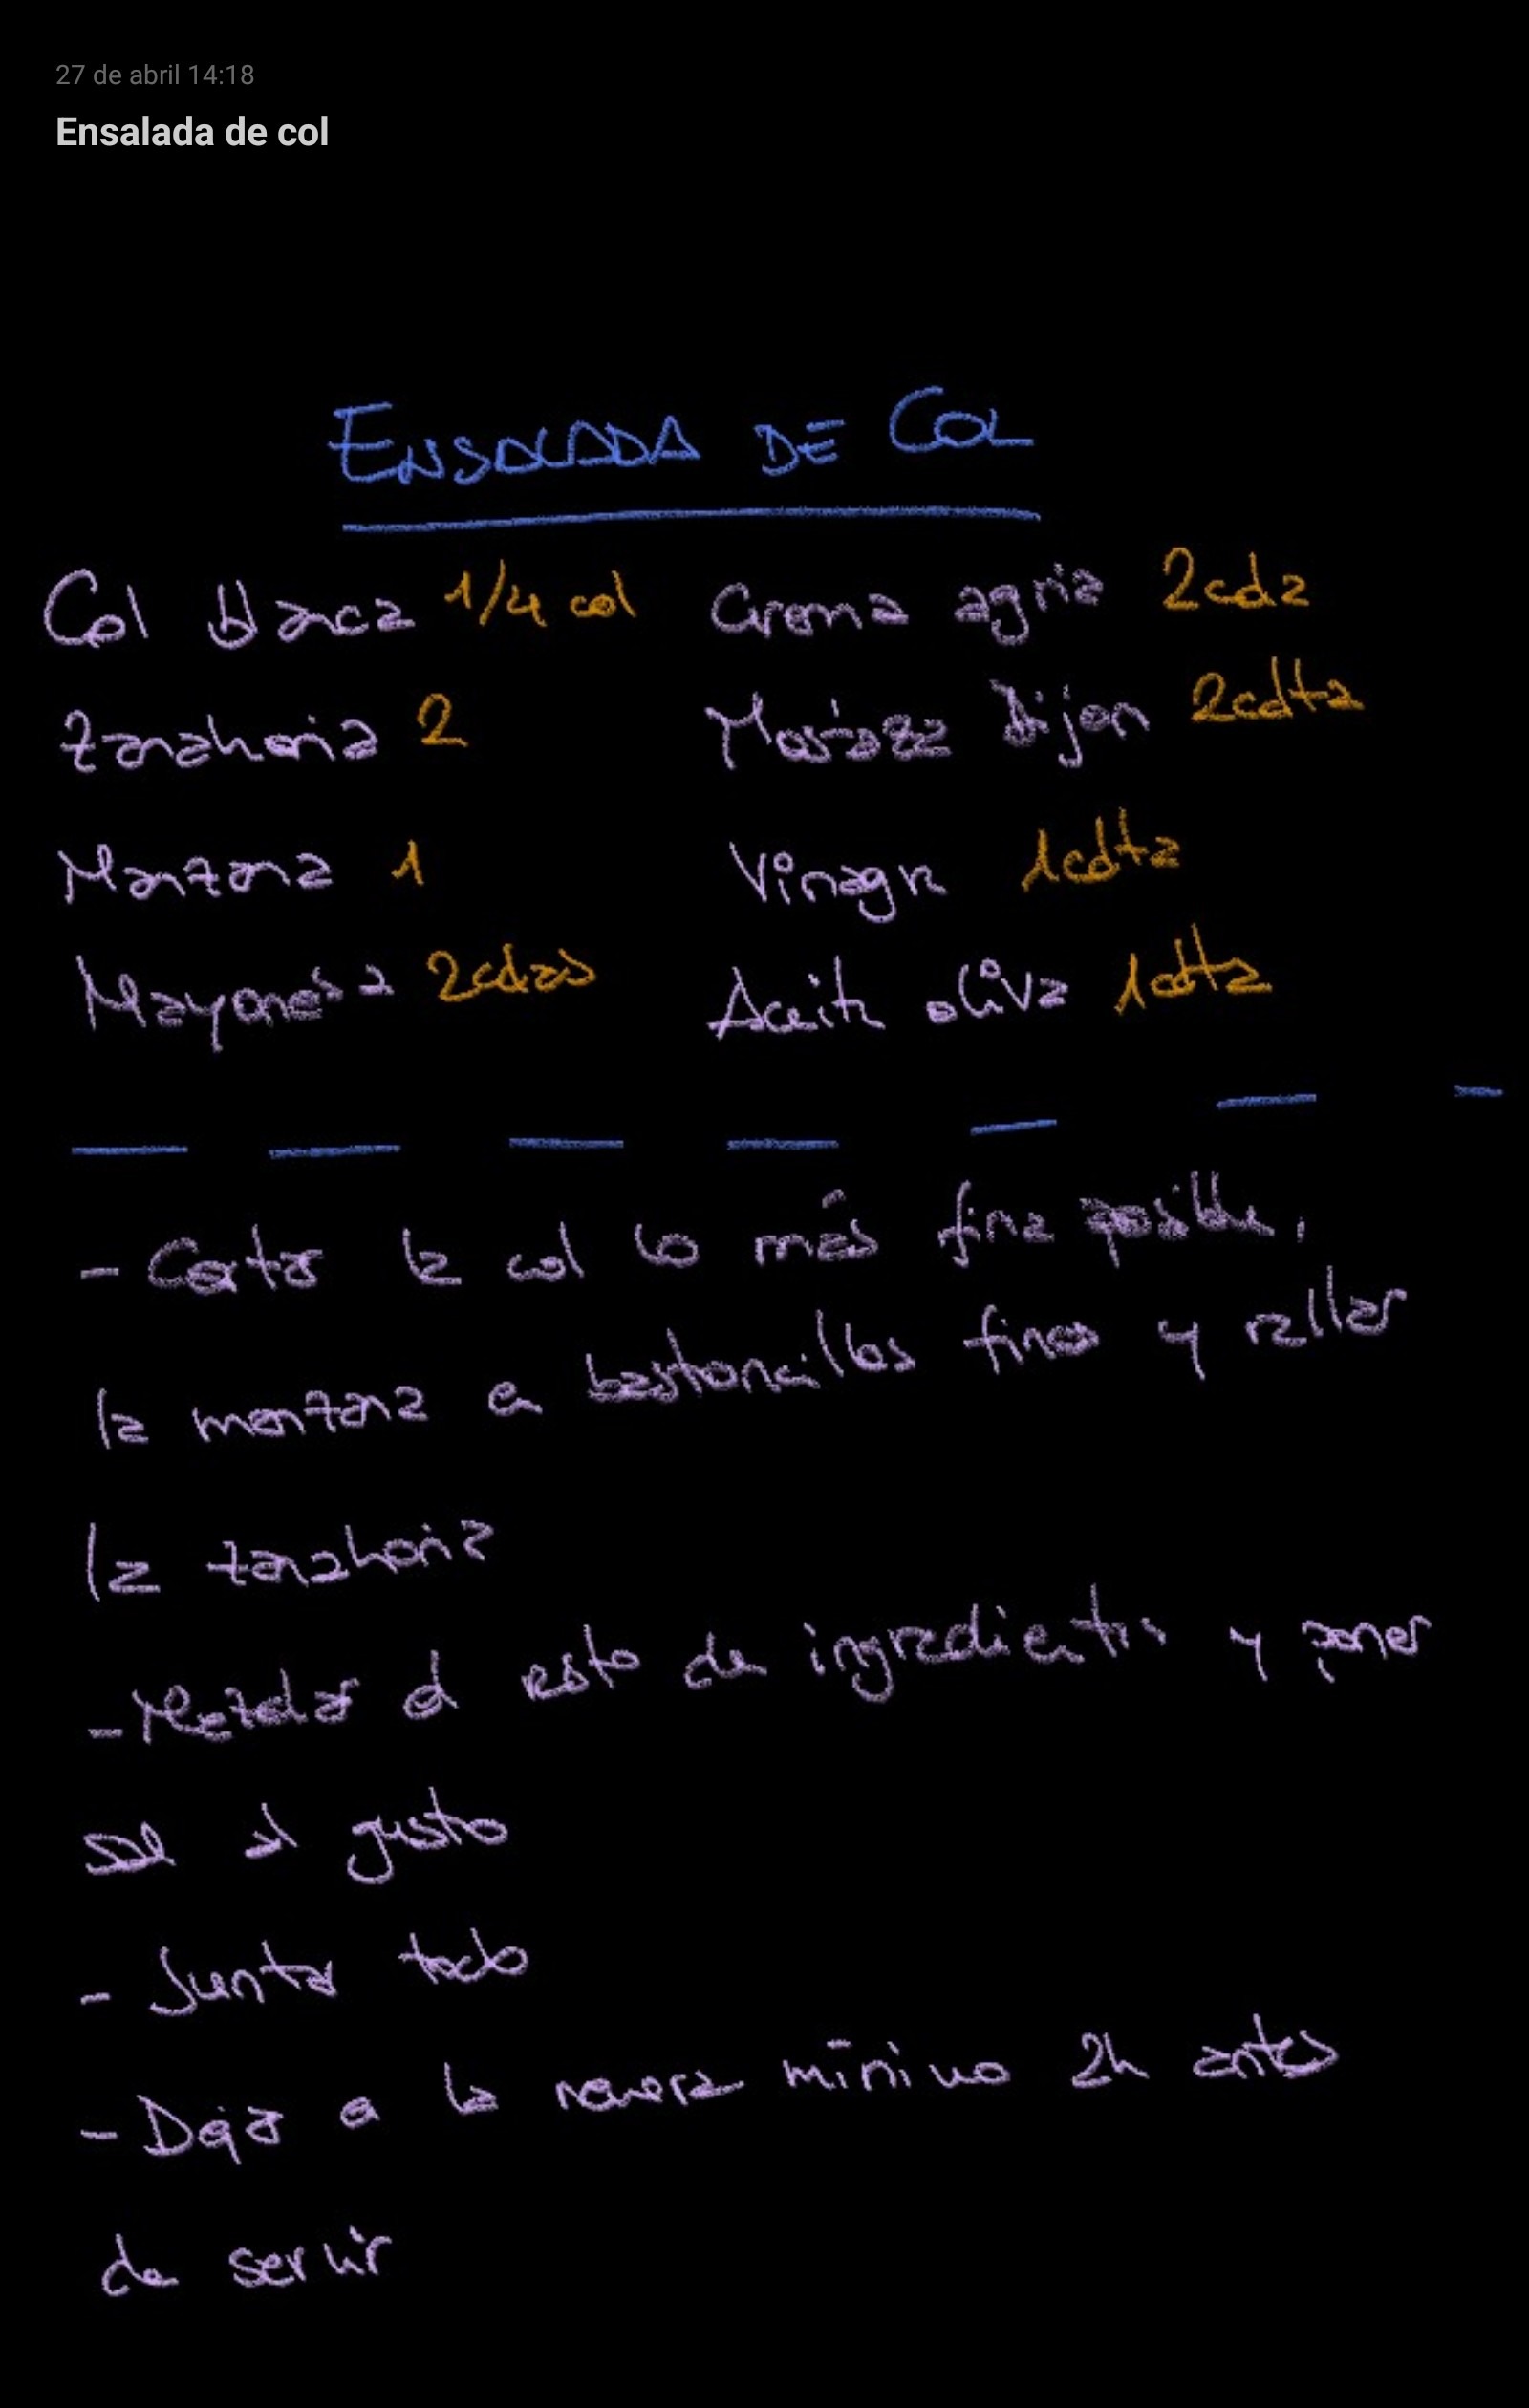 27 de abril 14:18
Ensalada de col
ENSALADA DE COL
Col blanca 1/4 col Crema agria 2cda
Zanahoria 2 Mostaza Dijon 2cdta
Manzana 1 Vinagre 1cdta
Mayonesa 2cdas Aceite oliva 1cdta
- Cortar la col lo más fina posible,
la manzana en bastoncillos finos y rallar
la zanahoria
- Mezclar el resto de ingredientes y poner
sal al gusto
- Juntar todo
- Dejar a la nevera mínimo 2h antes
de servir